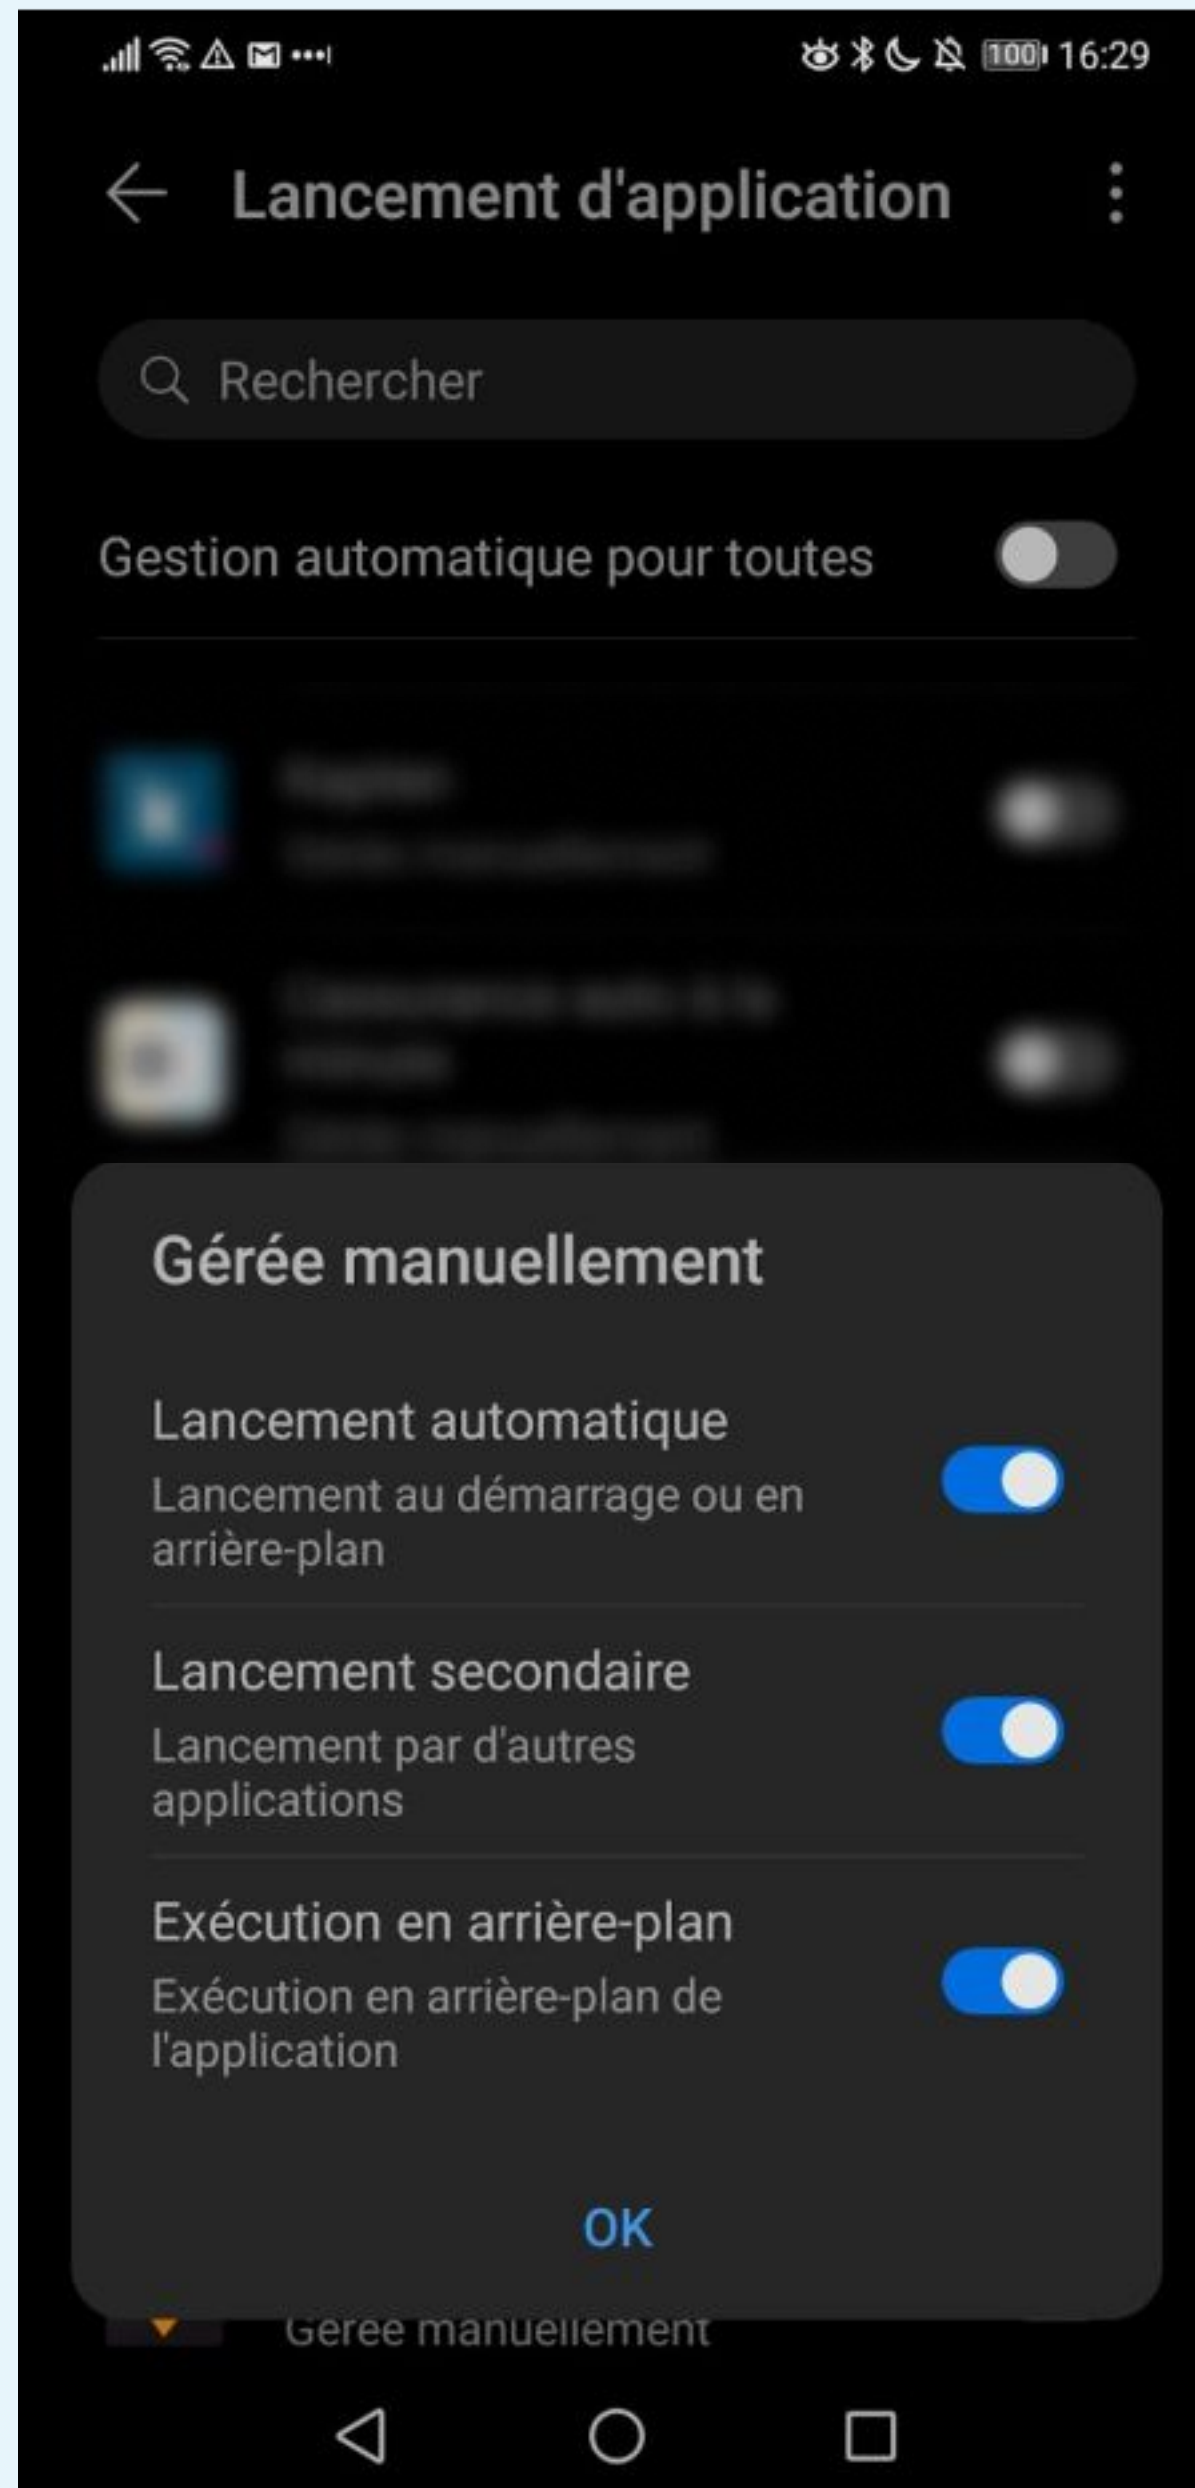 100 16:29
Lancement d'application
Rechercher
Gestion automatique pour toutes
Gérée manuellement
Lancement automatique
Lancement au démarrage ou en
arrière-plan
Lancement secondaire
Lancement par d'autres
applications
Exécution en arrière-plan
Exécution en arrière-plan de
l'application
OK
Gérée manuellement